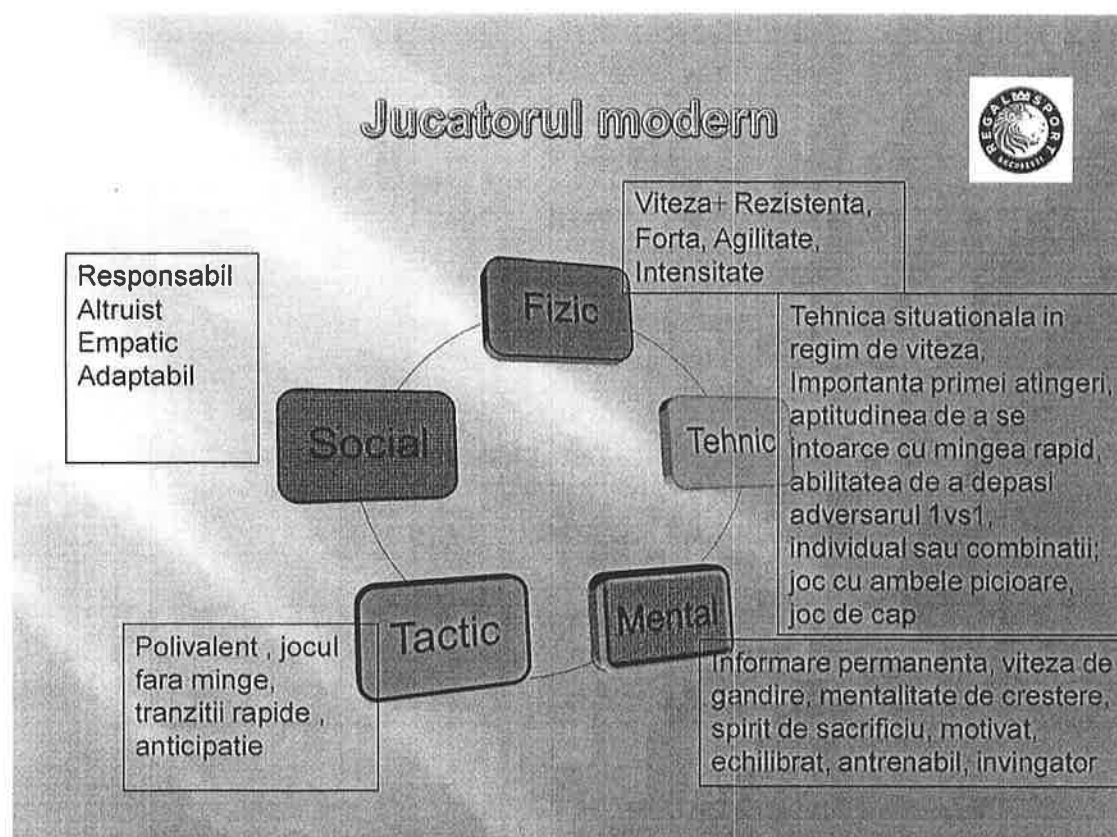 Jucatorul modern
REGAL SPORT
BUCURESTI
Viteza+ Rezistenta,
Forta, Agilitate,
Intensitate
Responsabil
Altruist
Empatic
Adaptabil
Fizic
Social
Tehnic
Tehnica situationala in
regim de viteza,
Importanta primei atingeri,
aptitudinea de a se
intoarce cu mingea rapid,
abilitatea de a depasi
adversarul 1vs1,
individual sau combinatii;
joc cu ambele picioare,
joc de cap
Tactic
Mental
Polivalent , jocul
fara minge,
tranzitii rapide ,
anticipatie
Informare permanenta, viteza de
gandire, mentalitate de crestere,
spirit de sacrificiu, motivat,
echilibrat, antrenabil, invingator